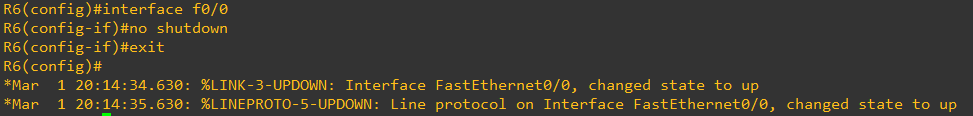 R6(config)#interface f0/0
R6(config-if)#no shutdown
R6(config-if)#exit
R6(config)#
*Mar  1 20:14:34.630: %LINK-3-UPDOWN: Interface FastEthernet0/0, changed state to up
*Mar  1 20:14:35.630: %LINEPROTO-5-UPDOWN: Line protocol on Interface FastEthernet0/0, changed state to up